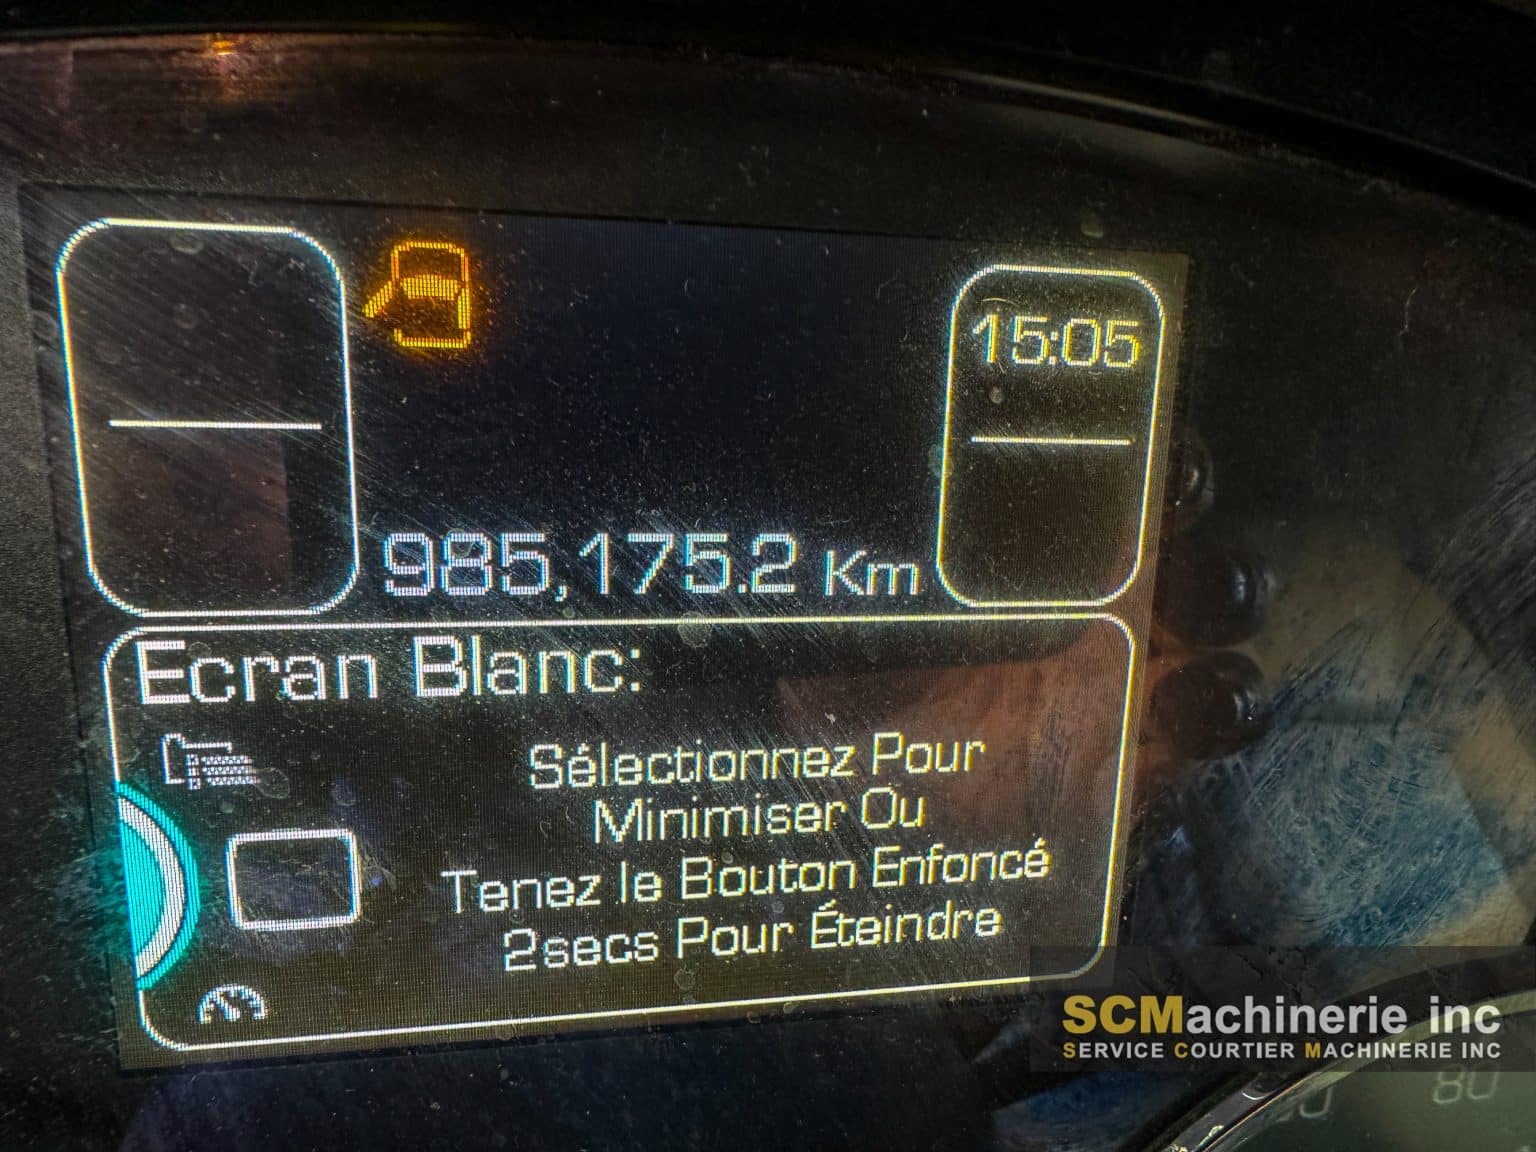 15:05
985,175.2 Km
Ecran Blanc:
Sélectionnez Pour
Minimiser Ou
Tenez le Bouton Enfoncé
2secs Pour Éteindre
SCMachinerie inc
SERVICE COURTIER MACHINERIE INC
80